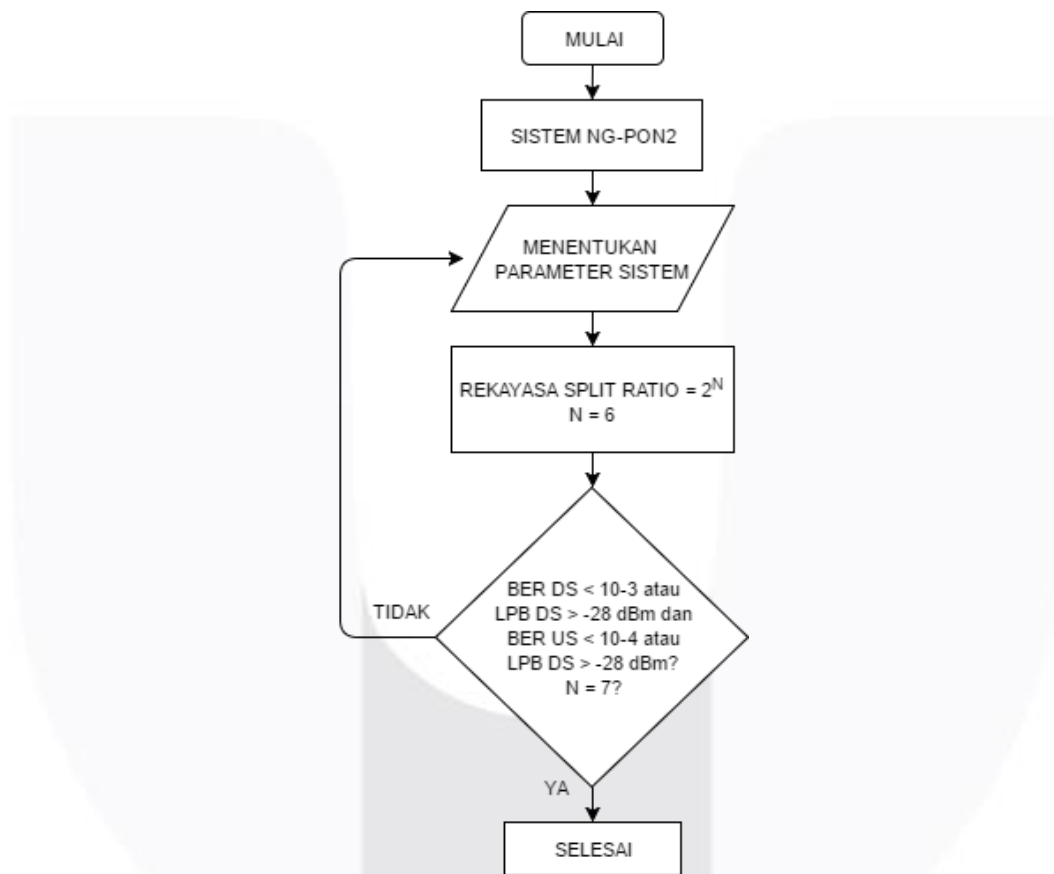 MULAI
SISTEM NG-PON2
MENENTUKAN
PARAMETER SISTEM
REKAYASA SPLIT RATIO = 2^N
N = 6
BER DS < 10-3 atau
LPB DS > -28 dBm dan
BER US < 10-4 atau
LPB DS > -28 dBm?
N = 7?
TIDAK
YA
SELESAI